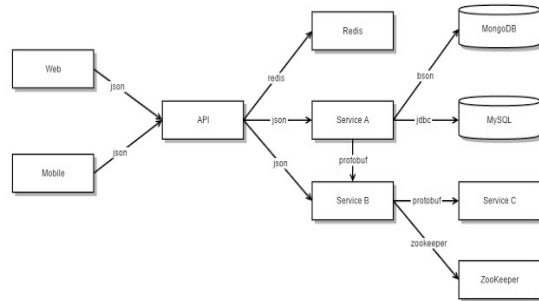 Redis
MongoDB
Web
json
redis
bson
API
json
Service A
jdbc
MySQL
json
json
protobuf
Mobile
Service B
protobuf
Service C
zookeeper
ZooKeeper